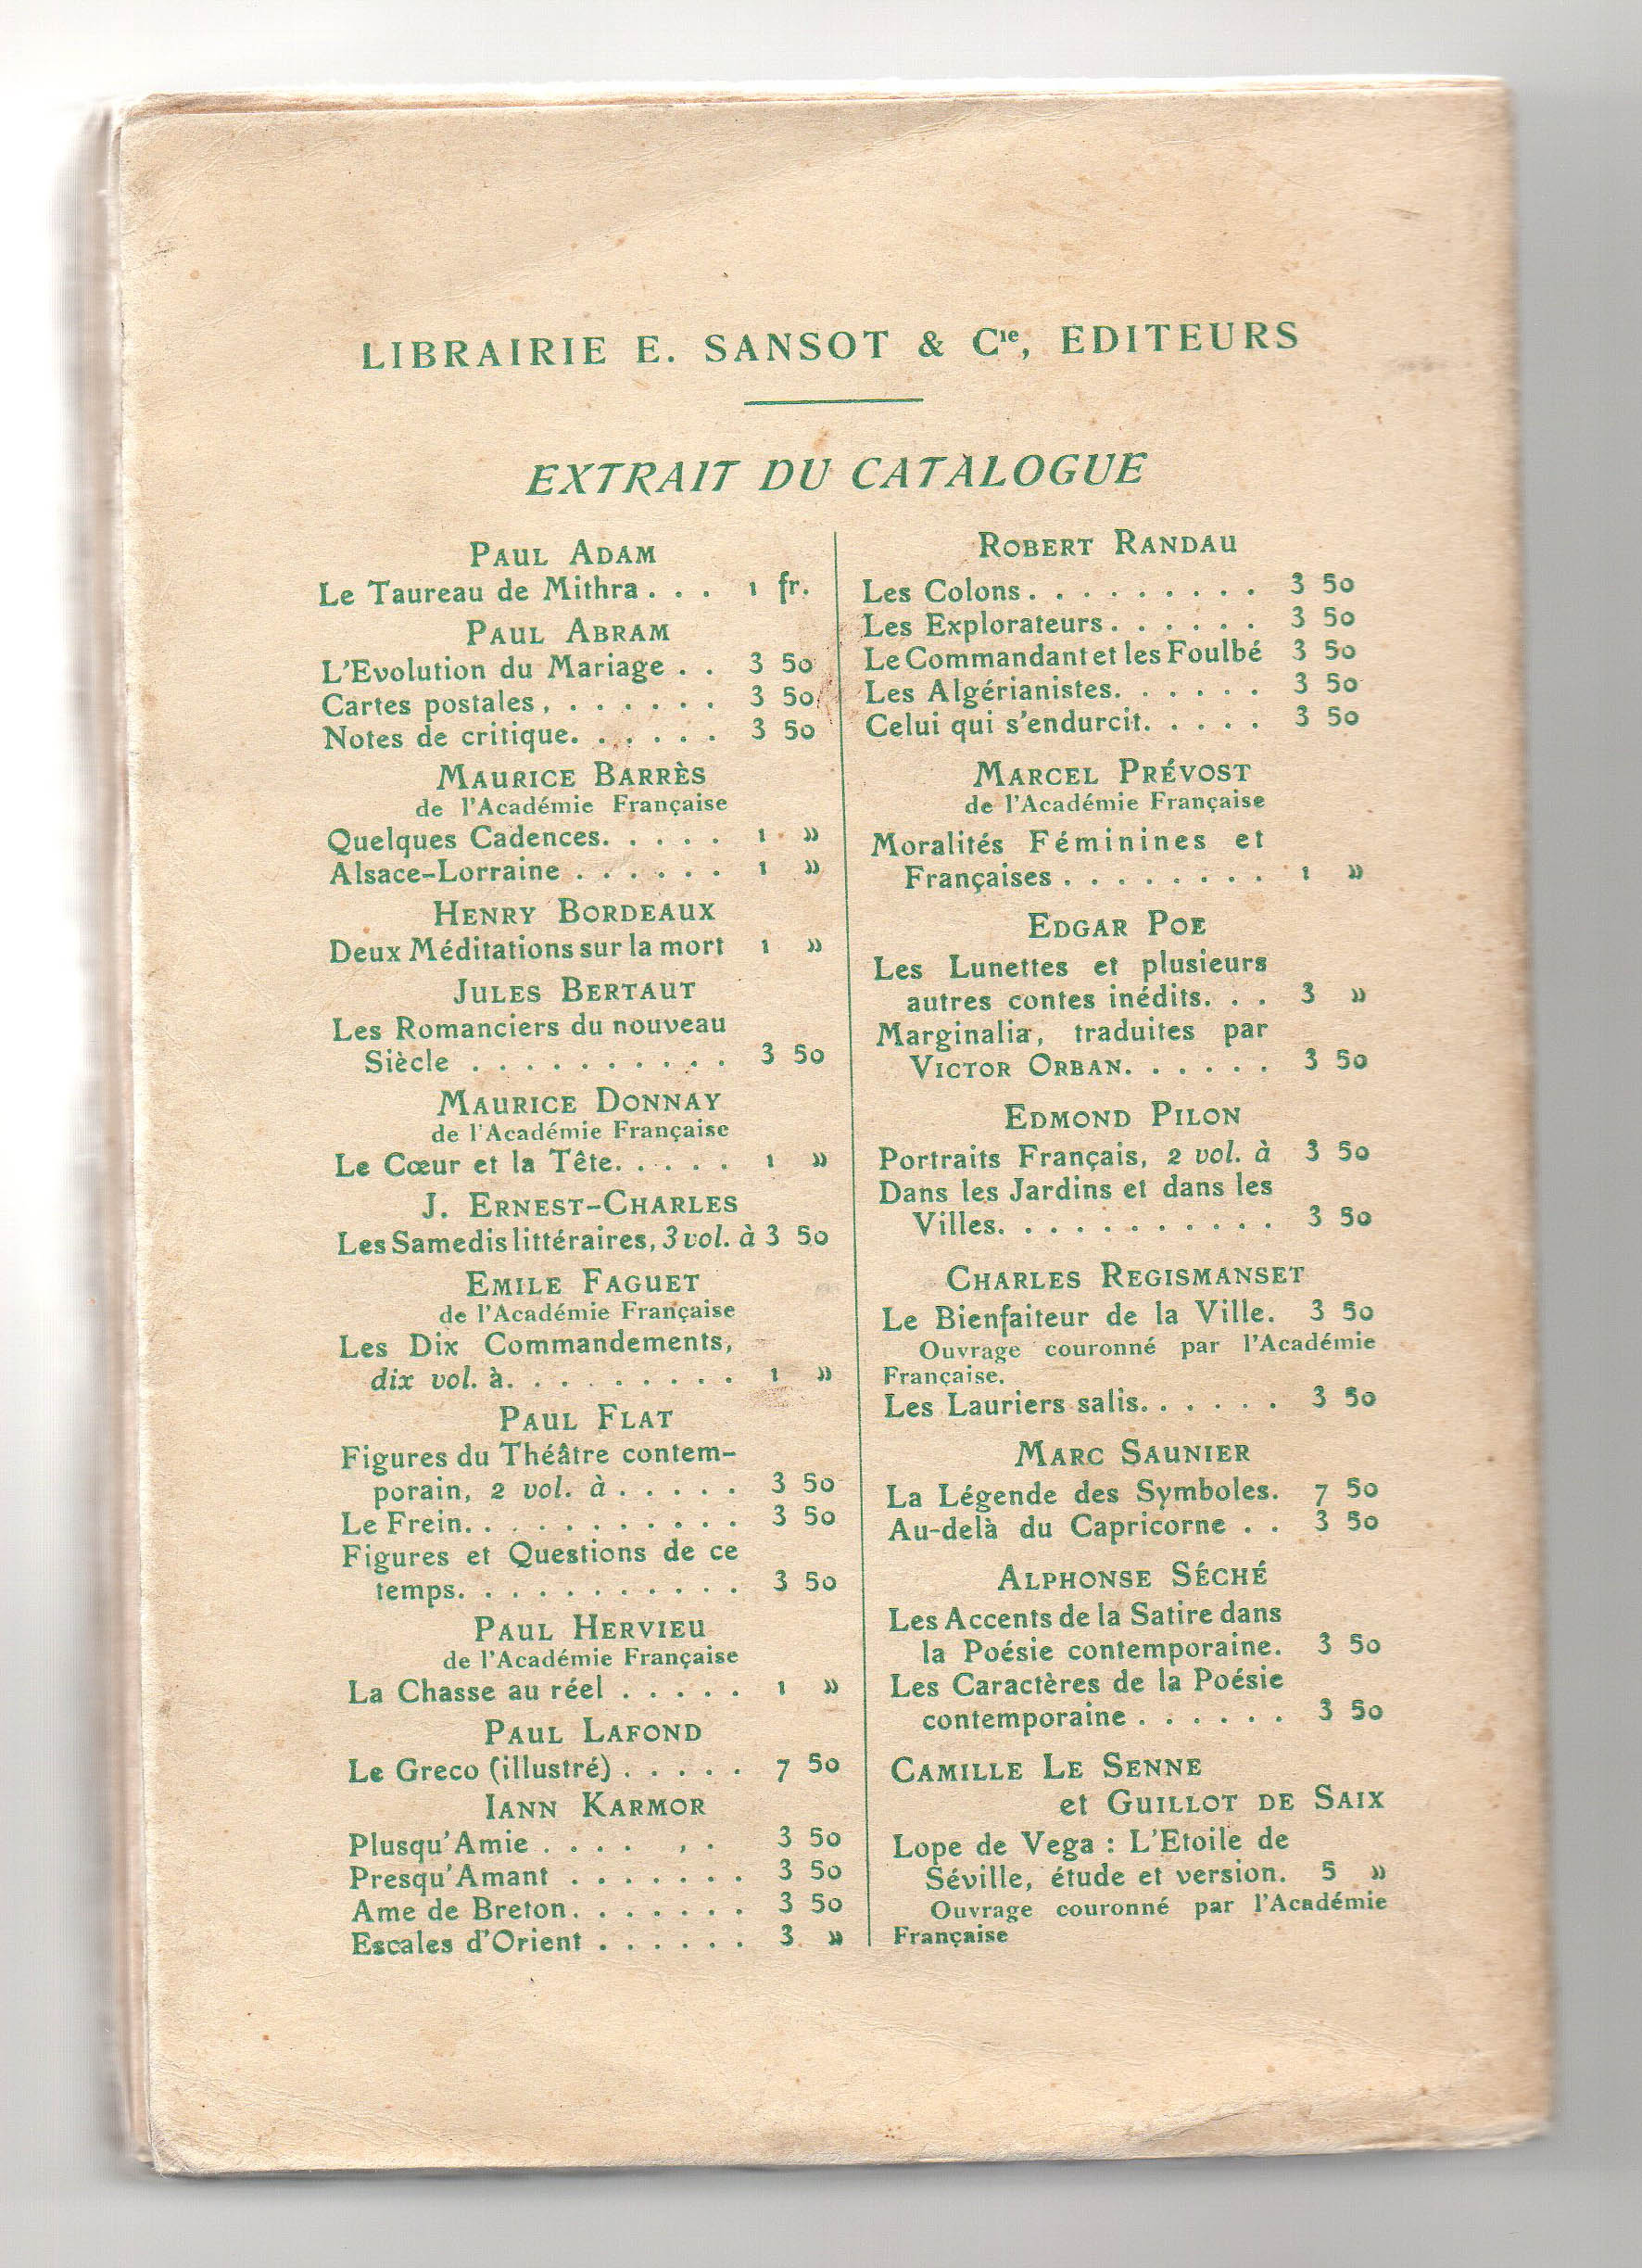 LIBRAIRIE E. SANSOT & Cie, EDITEURS
EXTRAIT DU CATALOGUE
PAUL ADAM
Le Taureau de Mithra. . . 1 fr.
PAUL ABRAM
L'Evolution du Mariage . . 3 50
Cartes postales, . . . . . . 3 50
Notes de critique. . . . . . 3 50
MAURICE BARRÈS
de l'Académie Française
Quelques Cadences. . . . . 1 »
Alsace-Lorraine . . . . . . 1 »
HENRY BORDEAUX
Deux Méditations sur la mort 1 »
JULES BERTAUT
Les Romanciers du nouveau
Siècle . . . . . . . . . . 3 50
MAURICE DONNAY
de l'Académie Française
Le Cœur et la Tête. . . . . 1 »
J. ERNEST-CHARLES
Les Samedis littéraires, 3 vol. à 3 50
EMILE FAGUET
de l'Académie Française
Les Dix Commandements,
dix vol. à. . . . . . . . . 1 »
PAUL FLAT
Figures du Théâtre contem-
porain, 2 vol. à . . . . . 3 50
Le Frein. . . . . . . . . . . 3 50
Figures et Questions de ce
temps. . . . . . . . . . . 3 50
PAUL HERVIEU
de l'Académie Française
La Chasse au réel . . . . . 1 »
PAUL LAFOND
Le Greco (illustré) . . . . . 7 50
IANN KARMOR
Plusqu'Amie . . . . , . 3 50
Presqu'Amant . . . . . . . 3 50
Ame de Breton. . . . . . . 3 50
Escales d'Orient . . . . . . 3 »
ROBERT RANDAU
Les Colons. . . . . . . . . 3 50
Les Explorateurs. . . . . . 3 50
Le Commandant et les Foulbé 3 50
Les Algérianistes. . . . . . 3 50
Celui qui s'endurcit. . . . . 3 50
MARCEL PRÉVOST
de l'Académie Française
Moralités Féminines et
Françaises . . . . . . . . 1 »
EDGAR POE
Les Lunettes et plusieurs
autres contes inédits. . . 3 »
Marginalia, traduites par
VICTOR ORBAN. . . . . . 3 50
EDMOND PILON
Portraits Français, 2 vol. à 3 50
Dans les Jardins et dans les
Villes. . . . . . . . . . . 3 50
CHARLES REGISMANSET
Le Bienfaiteur de la Ville. 3 50
Ouvrage couronné par l'Académie
Française.
Les Lauriers salis. . . . . . 3 50
MARC SAUNIER
La Légende des Symboles. 7 50
Au-delà du Capricorne . . 3 50
ALPHONSE SÉCHÉ
Les Accents de la Satire dans
la Poésie contemporaine. 3 50
Les Caractères de la Poésie
contemporaine . . . . . . 3 50
CAMILLE LE SENNE
et GUILLOT DE SAIX
Lope de Vega : L'Etoile de
Séville, étude et version. 5 »
Ouvrage couronné par l'Académie
Française